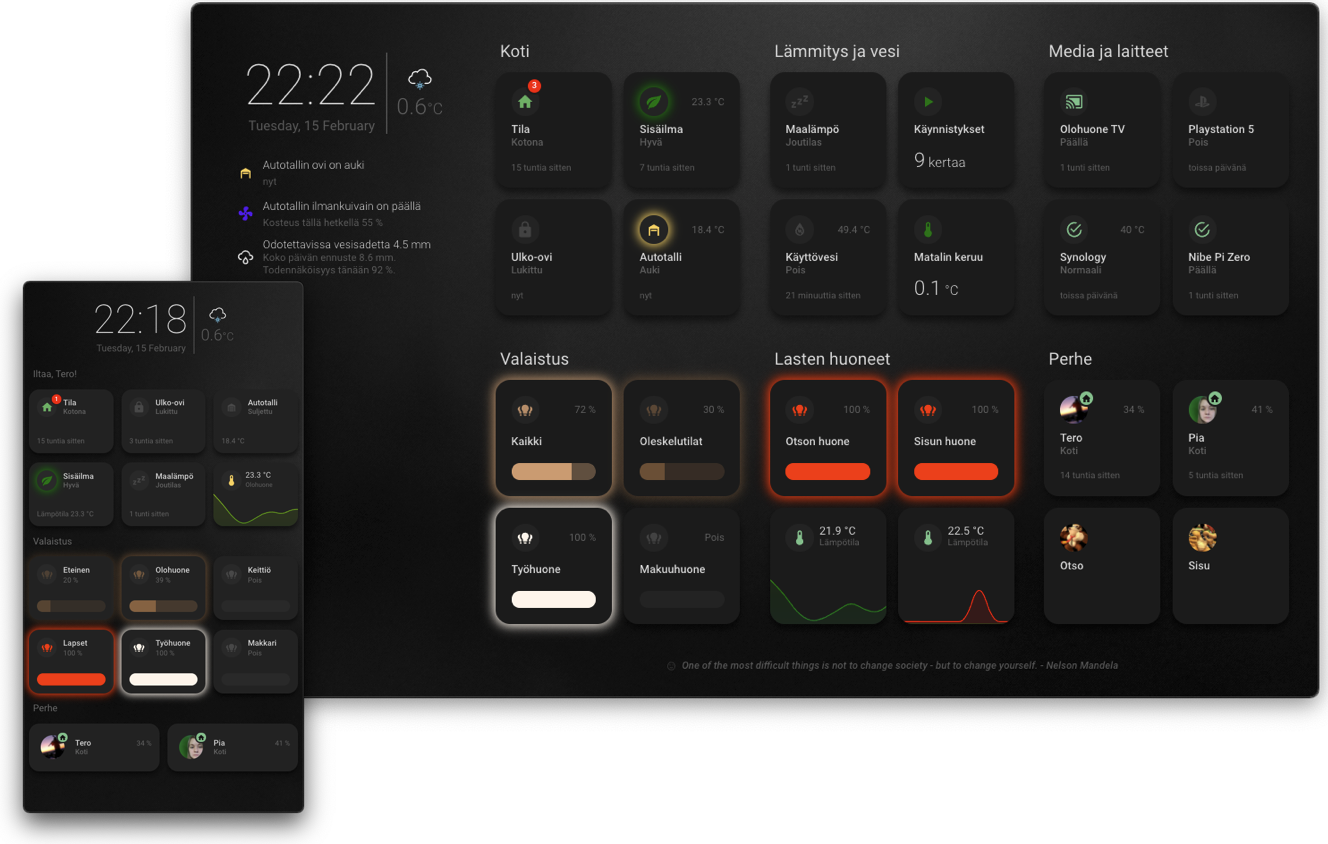 22:22
0.6°C
Tuesday, 15 February
Autotallin ovi on auki
nyt
Autotallin ilmankuivain on päällä
Kosteus tällä hetkellä 55 %
Odotettavissa vesisadetta 4.5 mm
Koko päivän ennuste 8.6 mm.
Todennäköisyys tänään 92 %.
Koti
3
Tila
Kotona
15 tuntia sitten
23.3 °C
Sisäilma
Hyvä
7 tuntia sitten
Ulko-ovi
Lukittu
nyt
18.4 °C
Autotalli
Auki
nyt
Lämmitys ja vesi
zzz
Maalämpö
Joutilas
1 tunti sitten
Käynnistykset
9 kertaa
49.4 °C
Käyttövesi
Pois
21 minuuttia sitten
Matalin keruu
0.1 °C
Media ja laitteet
Olohuone TV
Päällä
1 tunti sitten
Playstation 5
Pois
toissa päivänä
40 °C
Synology
Normaali
toissa päivänä
Nibe Pi Zero
Päällä
1 tunti sitten
Valaistus
72 %
Kaikki
30 %
Oleskelutilat
100 %
Työhuone
Pois
Makuuhuone
Lasten huoneet
100 %
Otson huone
100 %
Sisun huone
21.9 °C
Lämpötila
22.5 °C
Lämpötila
Perhe
34 %
Tero
Koti
14 tuntia sitten
41 %
Pia
Koti
5 tuntia sitten
Otso
Sisu
One of the most difficult things is not to change society - but to change yourself. - Nelson Mandela
22:18
0.6°C
Tuesday, 15 February
Iltaa, Tero!
1
Tila
Kotona
15 tuntia sitten
Ulko-ovi
Lukittu
3 tuntia sitten
Autotalli
Suljettu
18.4 °C
Sisäilma
Hyvä
Lämpötila 23.3 °C
zzz
Maalämpö
Joutilas
1 tunti sitten
23.3 °C
Olohuone
Valaistus
Eteinen
20 %
Olohuone
39 %
Keittiö
Pois
Lapset
100 %
Työhuone
100 %
Makkari
Pois
Perhe
Tero
Koti
34 %
Pia
Koti
41 %